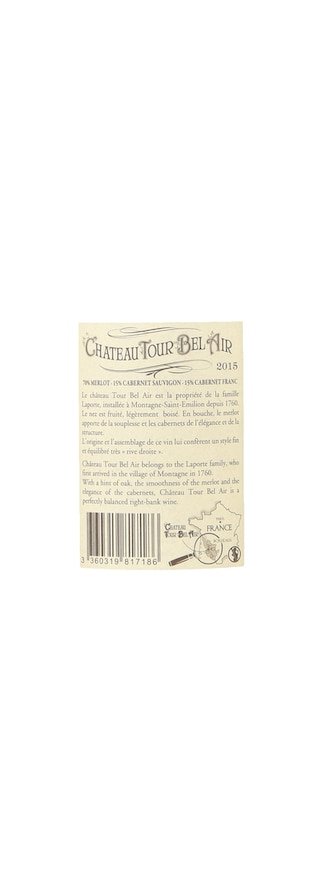 CHATEAU TOUR BEL AIR
2015
70% MERLOT - 15% CABERNET SAUVIGNON - 15% CABERNET FRANC
Le château Tour Bel Air est la propriété de la famille
Laporte, installée à Montagne-Saint-Emilion depuis 1760.
Le nez est fruité, légèrement boisé. En bouche, le merlot
apporte de la souplesse et les cabernets de l'élégance et de la
structure.
L'origine et l'assemblage de ce vin lui confèrent un style fin
et équilibré très « rive droite ».
Château Tour Bel Air belongs to the Laporte family, who
first arrived in the village of Montagne in 1760.
With a hint of oak, the smoothness of the merlot and the
elegance of the cabernets, Château Tour Bel Air is a
perfectly balanced right-bank wine.
FRANCE
CHATEAU
TOUR BEL AIR
BORDEAUX
3 360319 817186